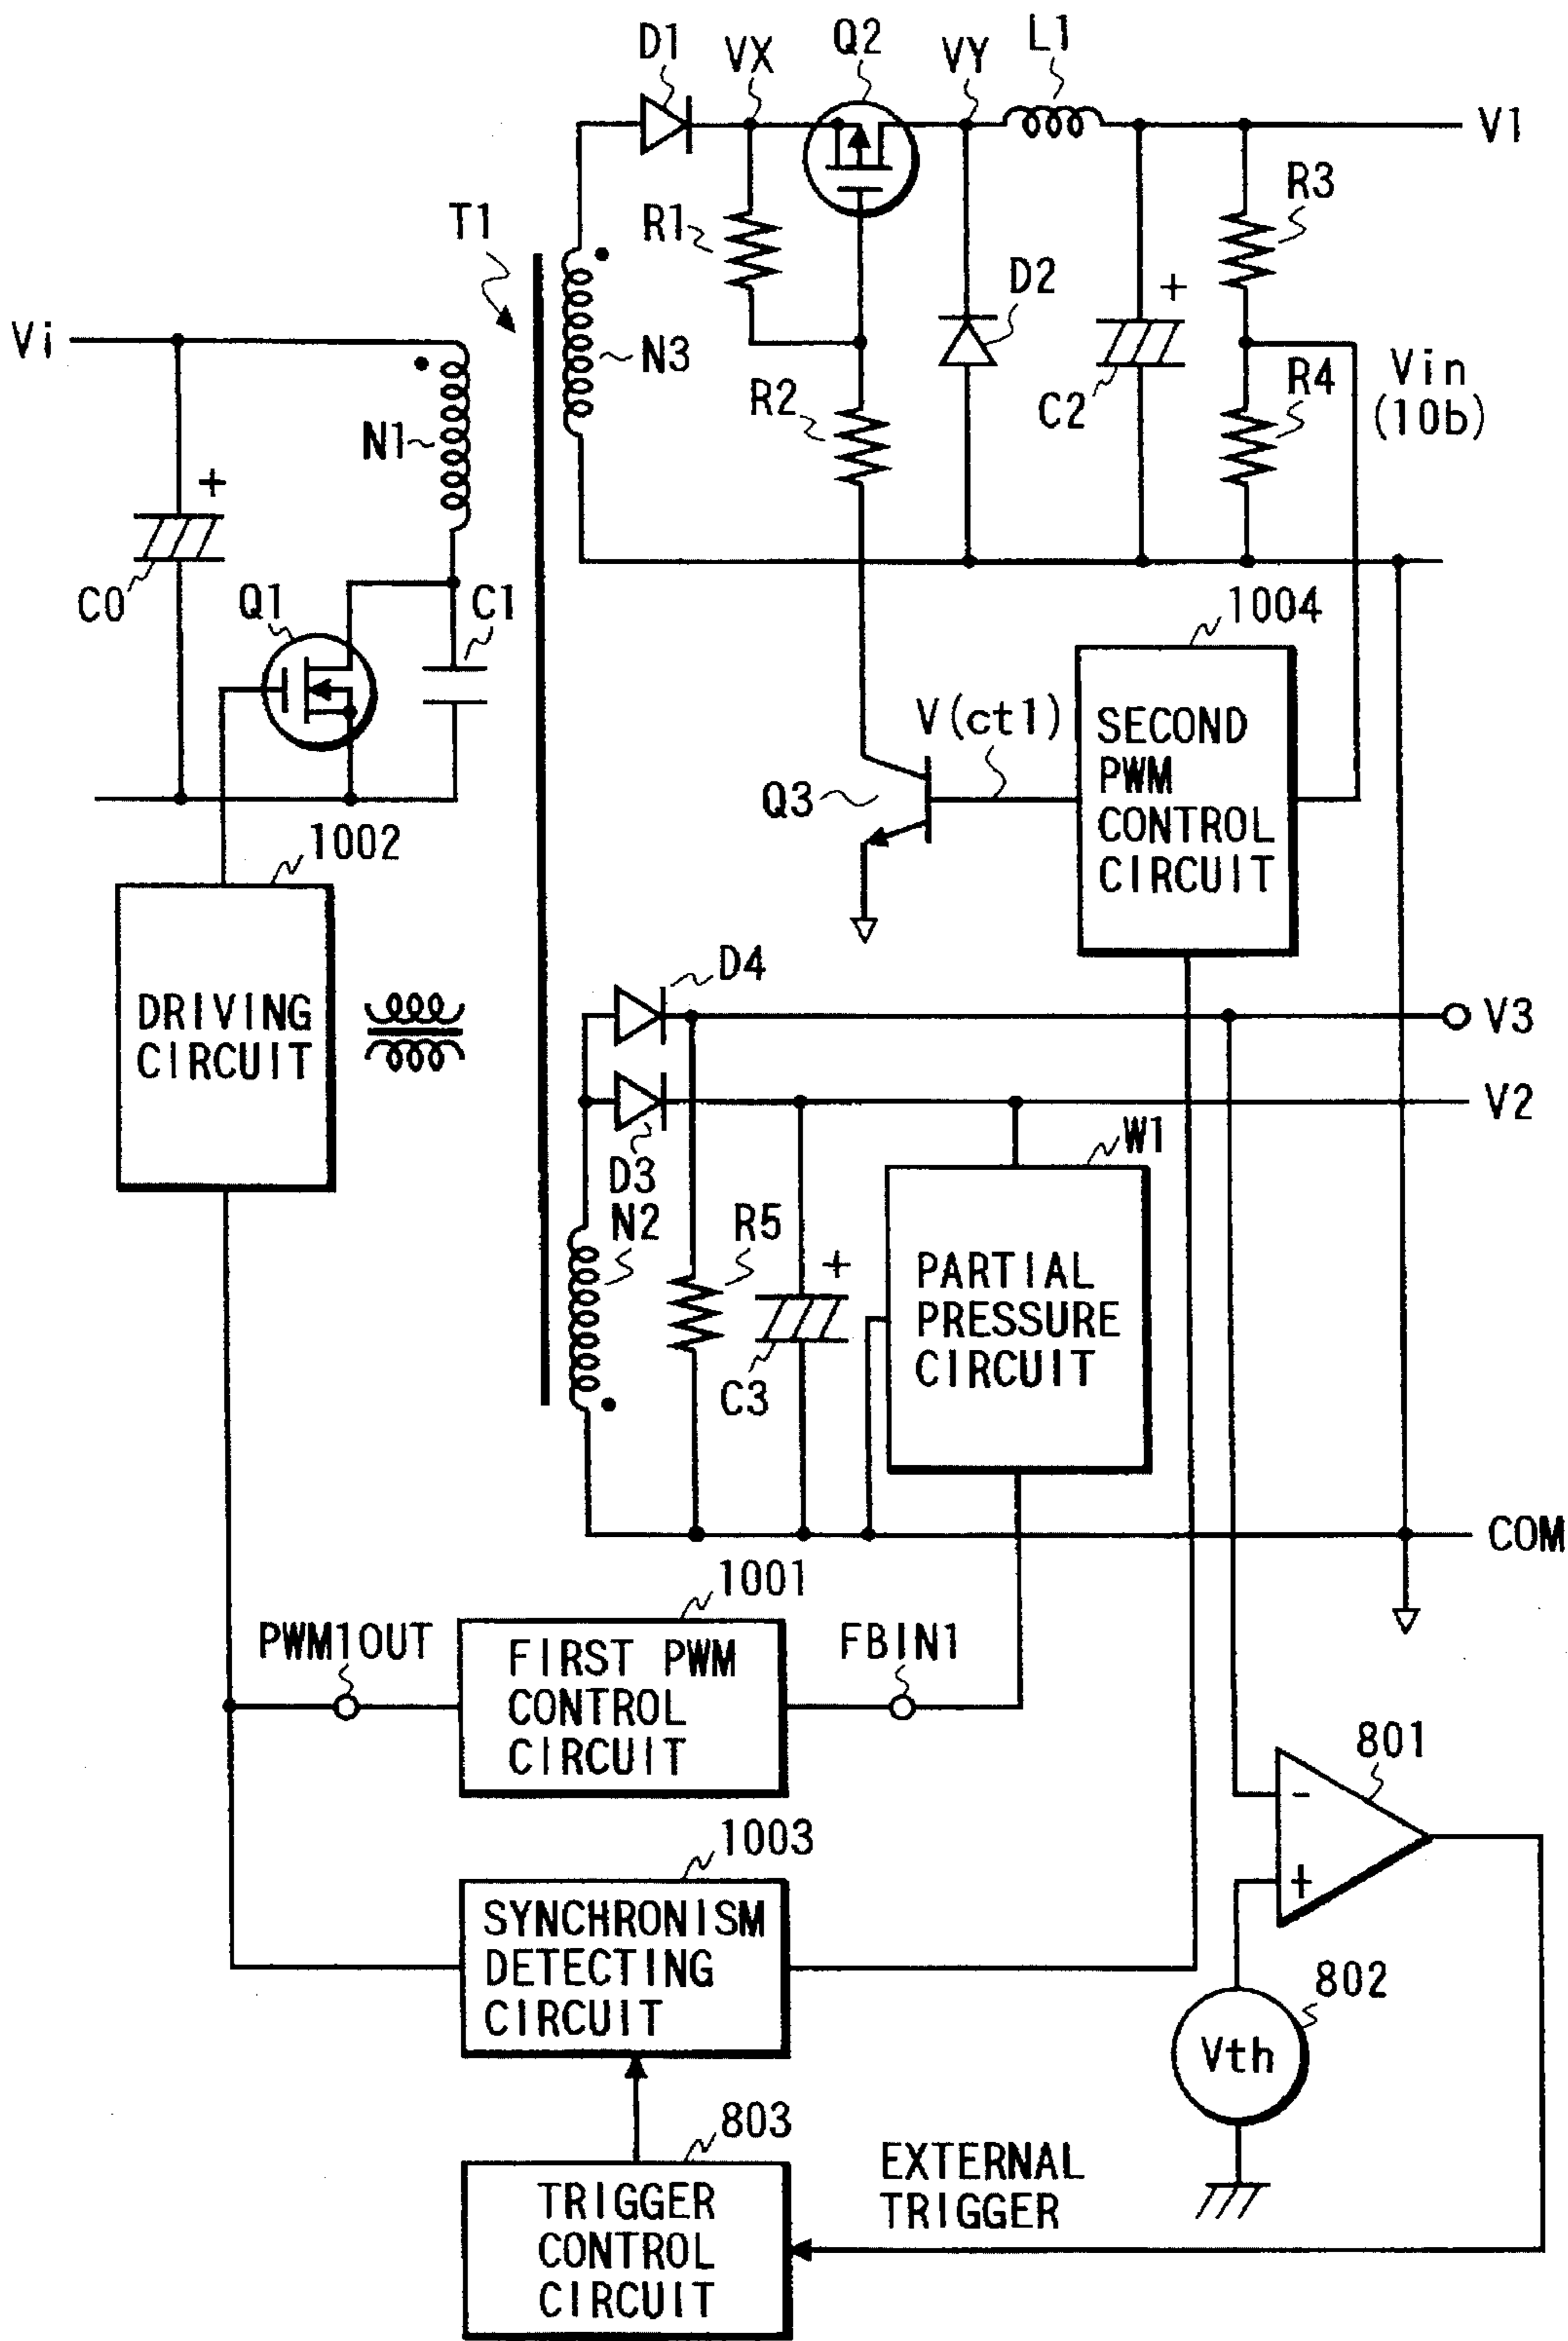 D1
VX
Q2
VY
L1
V1
T1
R1
R3
Vi
N3
D2
+
N1
R2
C2
R4
Vin
(10b)
+
C0
Q1
C1
1004
V(ct1)
SECOND
PWM
CONTROL
CIRCUIT
Q3
1002
DRIVING
CIRCUIT
D4
V3
V2
D3
W1
N2
R5
+
C3
PARTIAL
PRESSURE
CIRCUIT
COM
1001
PWM1OUT
FIRST PWM
CONTROL
CIRCUIT
FBIN1
801
-
+
1003
SYNCHRONISM
DETECTING
CIRCUIT
802
Vth
803
TRIGGER
CONTROL
CIRCUIT
EXTERNAL
TRIGGER